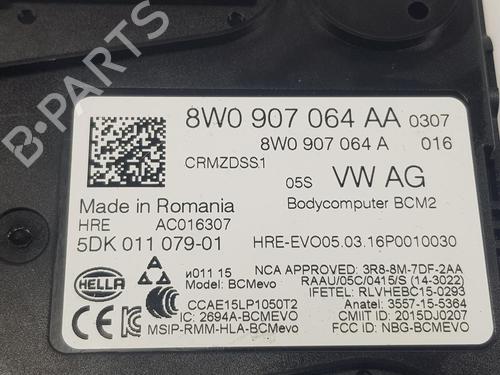 8W0 907 064 AA 0307
8W0 907 064 A 016
CRMZDSS1
05S VW AG
Made in Romania Bodycomputer BCM2
HRE AC016307
5DK 011 079-01 HRE-EVO05.03.16P0010030
HELLA
и011 15 NCA APPROVED: 3R8-8M-7DF-2AA
Model: BCMevo RAAU/05C/0415/S (14-3022)
IFETEL: RLVHEBC15-0293
CCAE15LP1050T2 Anatel: 3557-15-5364
CE IC: 2694A-BCMEVO CMIIT ID: 2015DJ0207
MSIP-RMM-HLA-BCMevo FCC ID: NBG-BCMEVO
B-PARTS